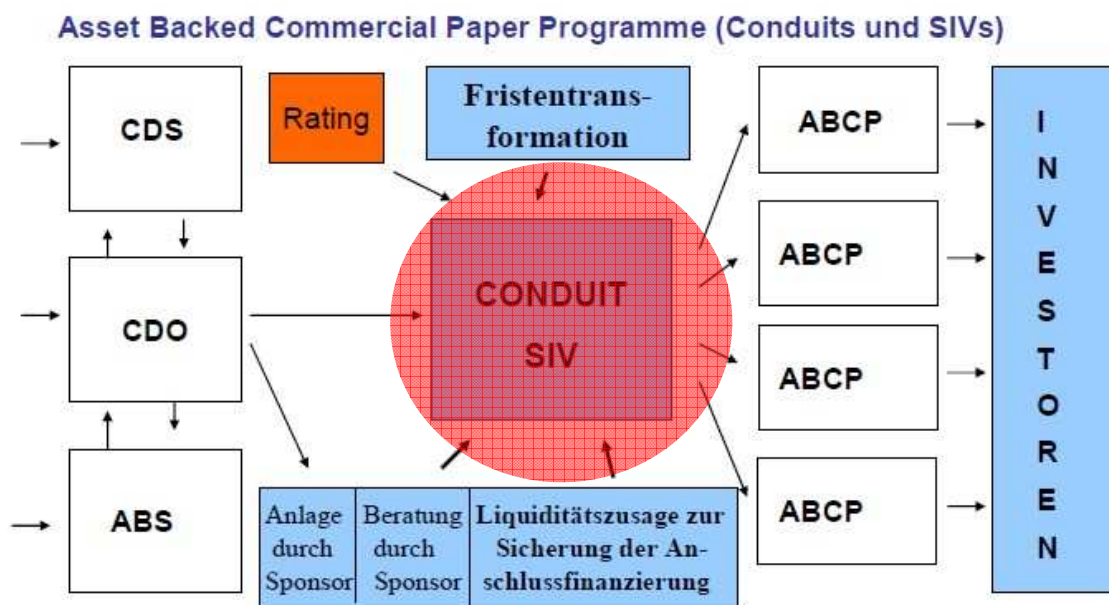 Asset Backed Commercial Paper Programme (Conduits und SIVs)
CDS
Rating
Fristentrans-
formation
ABCP
CDO
CONDUIT
SIV
ABCP
ABCP
ABS
Anlage
durch
Sponsor
Beratung
durch
Sponsor
Liquiditätszusage zur
Sicherung der An-
schlussfinanzierung
ABCP
I
N
V
E
S
T
O
R
E
N